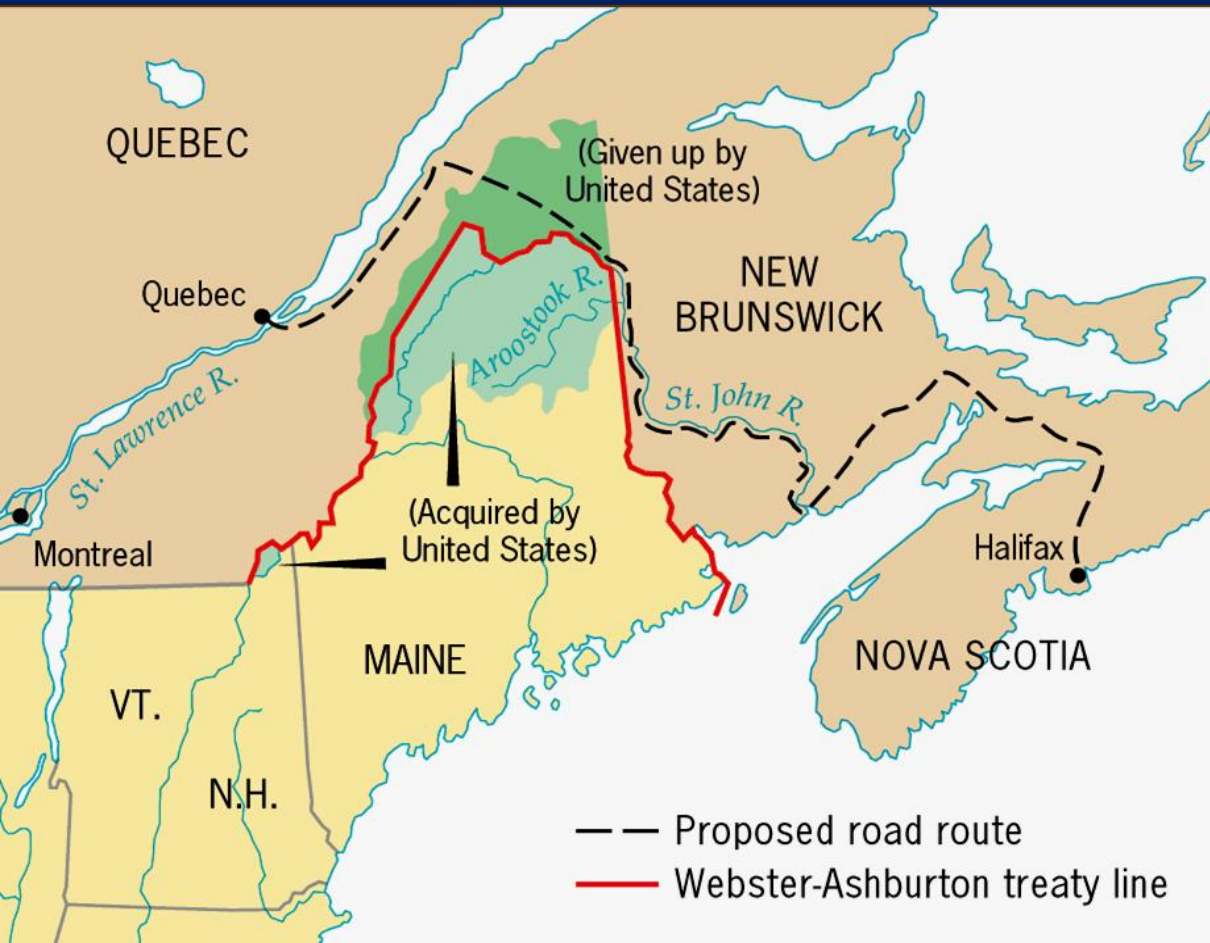 QUEBEC
(Given up by
United States)
NEW
BRUNSWICK
Quebec
Aroostook R.
St. Lawrence R.
St. John R.
(Acquired by
United States)
Montreal
Halifax
MAINE
NOVA SCOTIA
VT.
N.H.
Proposed road route
Webster-Ashburton treaty line